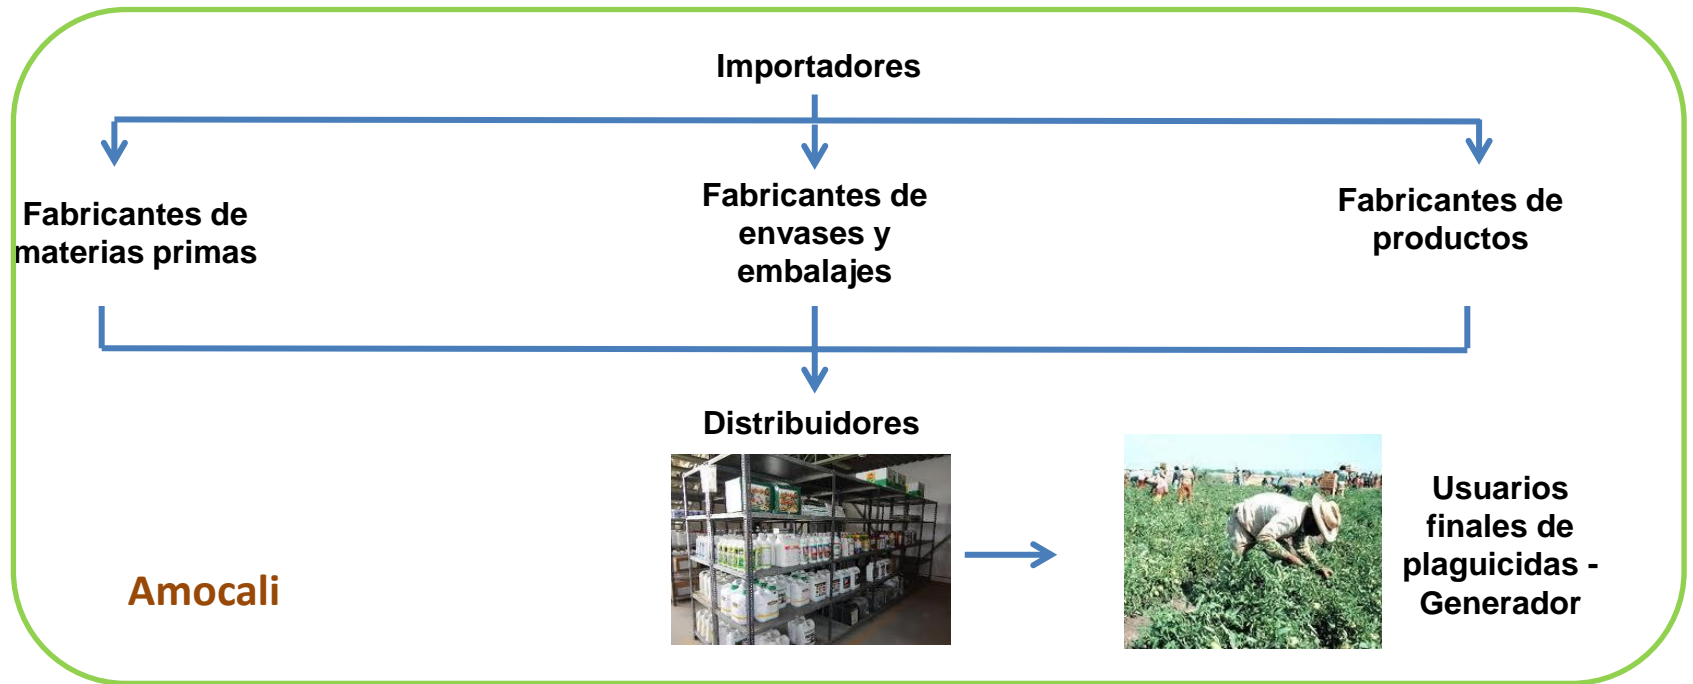 Importadores
Fabricantes de
materias primas
Fabricantes de
envases y
embalajes
Fabricantes de
productos
Distribuidores
Usuarios
finales de
plaguicidas -
Generador
Amocali